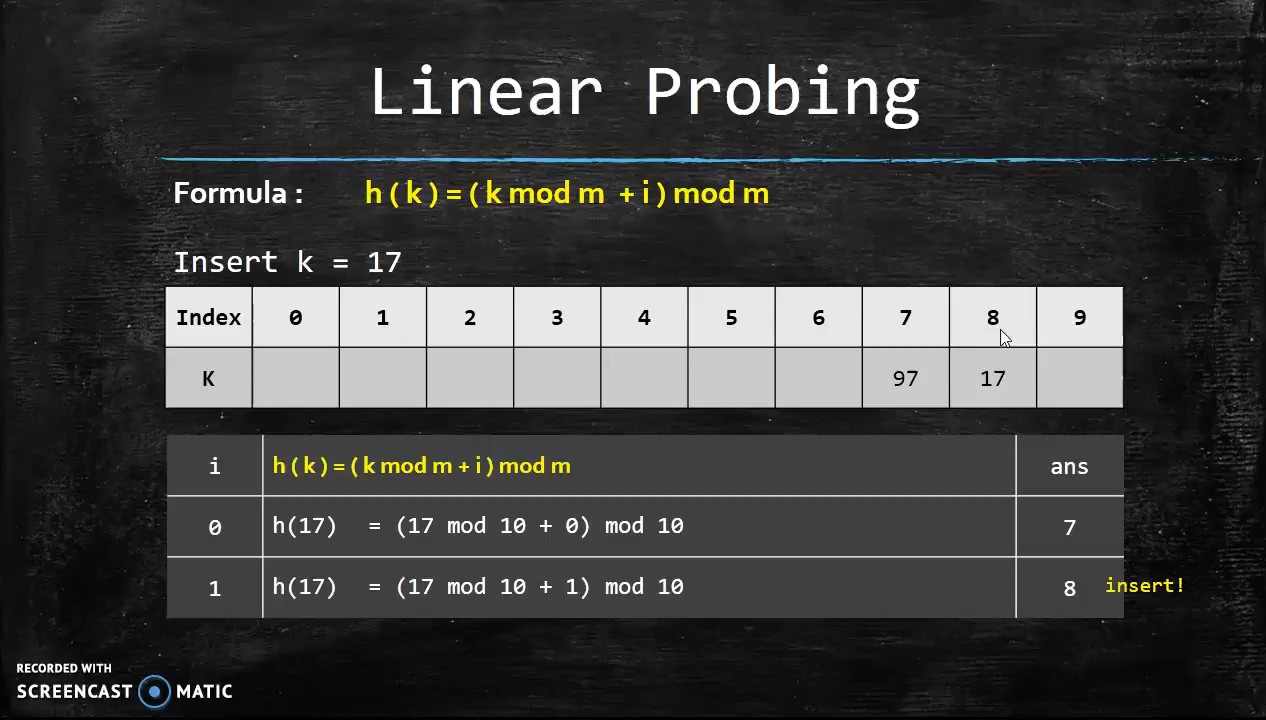 Linear Probing
Formula : h ( k ) = ( k mod m + i ) mod m
Insert k = 17
Index 0 1 2 3 4 5 6 7 8 9
K 97 17
i h ( k ) = ( k mod m + i ) mod m ans
0 h(17) = (17 mod 10 + 0) mod 10 7
1 h(17) = (17 mod 10 + 1) mod 10 8 insert!
RECORDED WITH
SCREENCAST MATIC